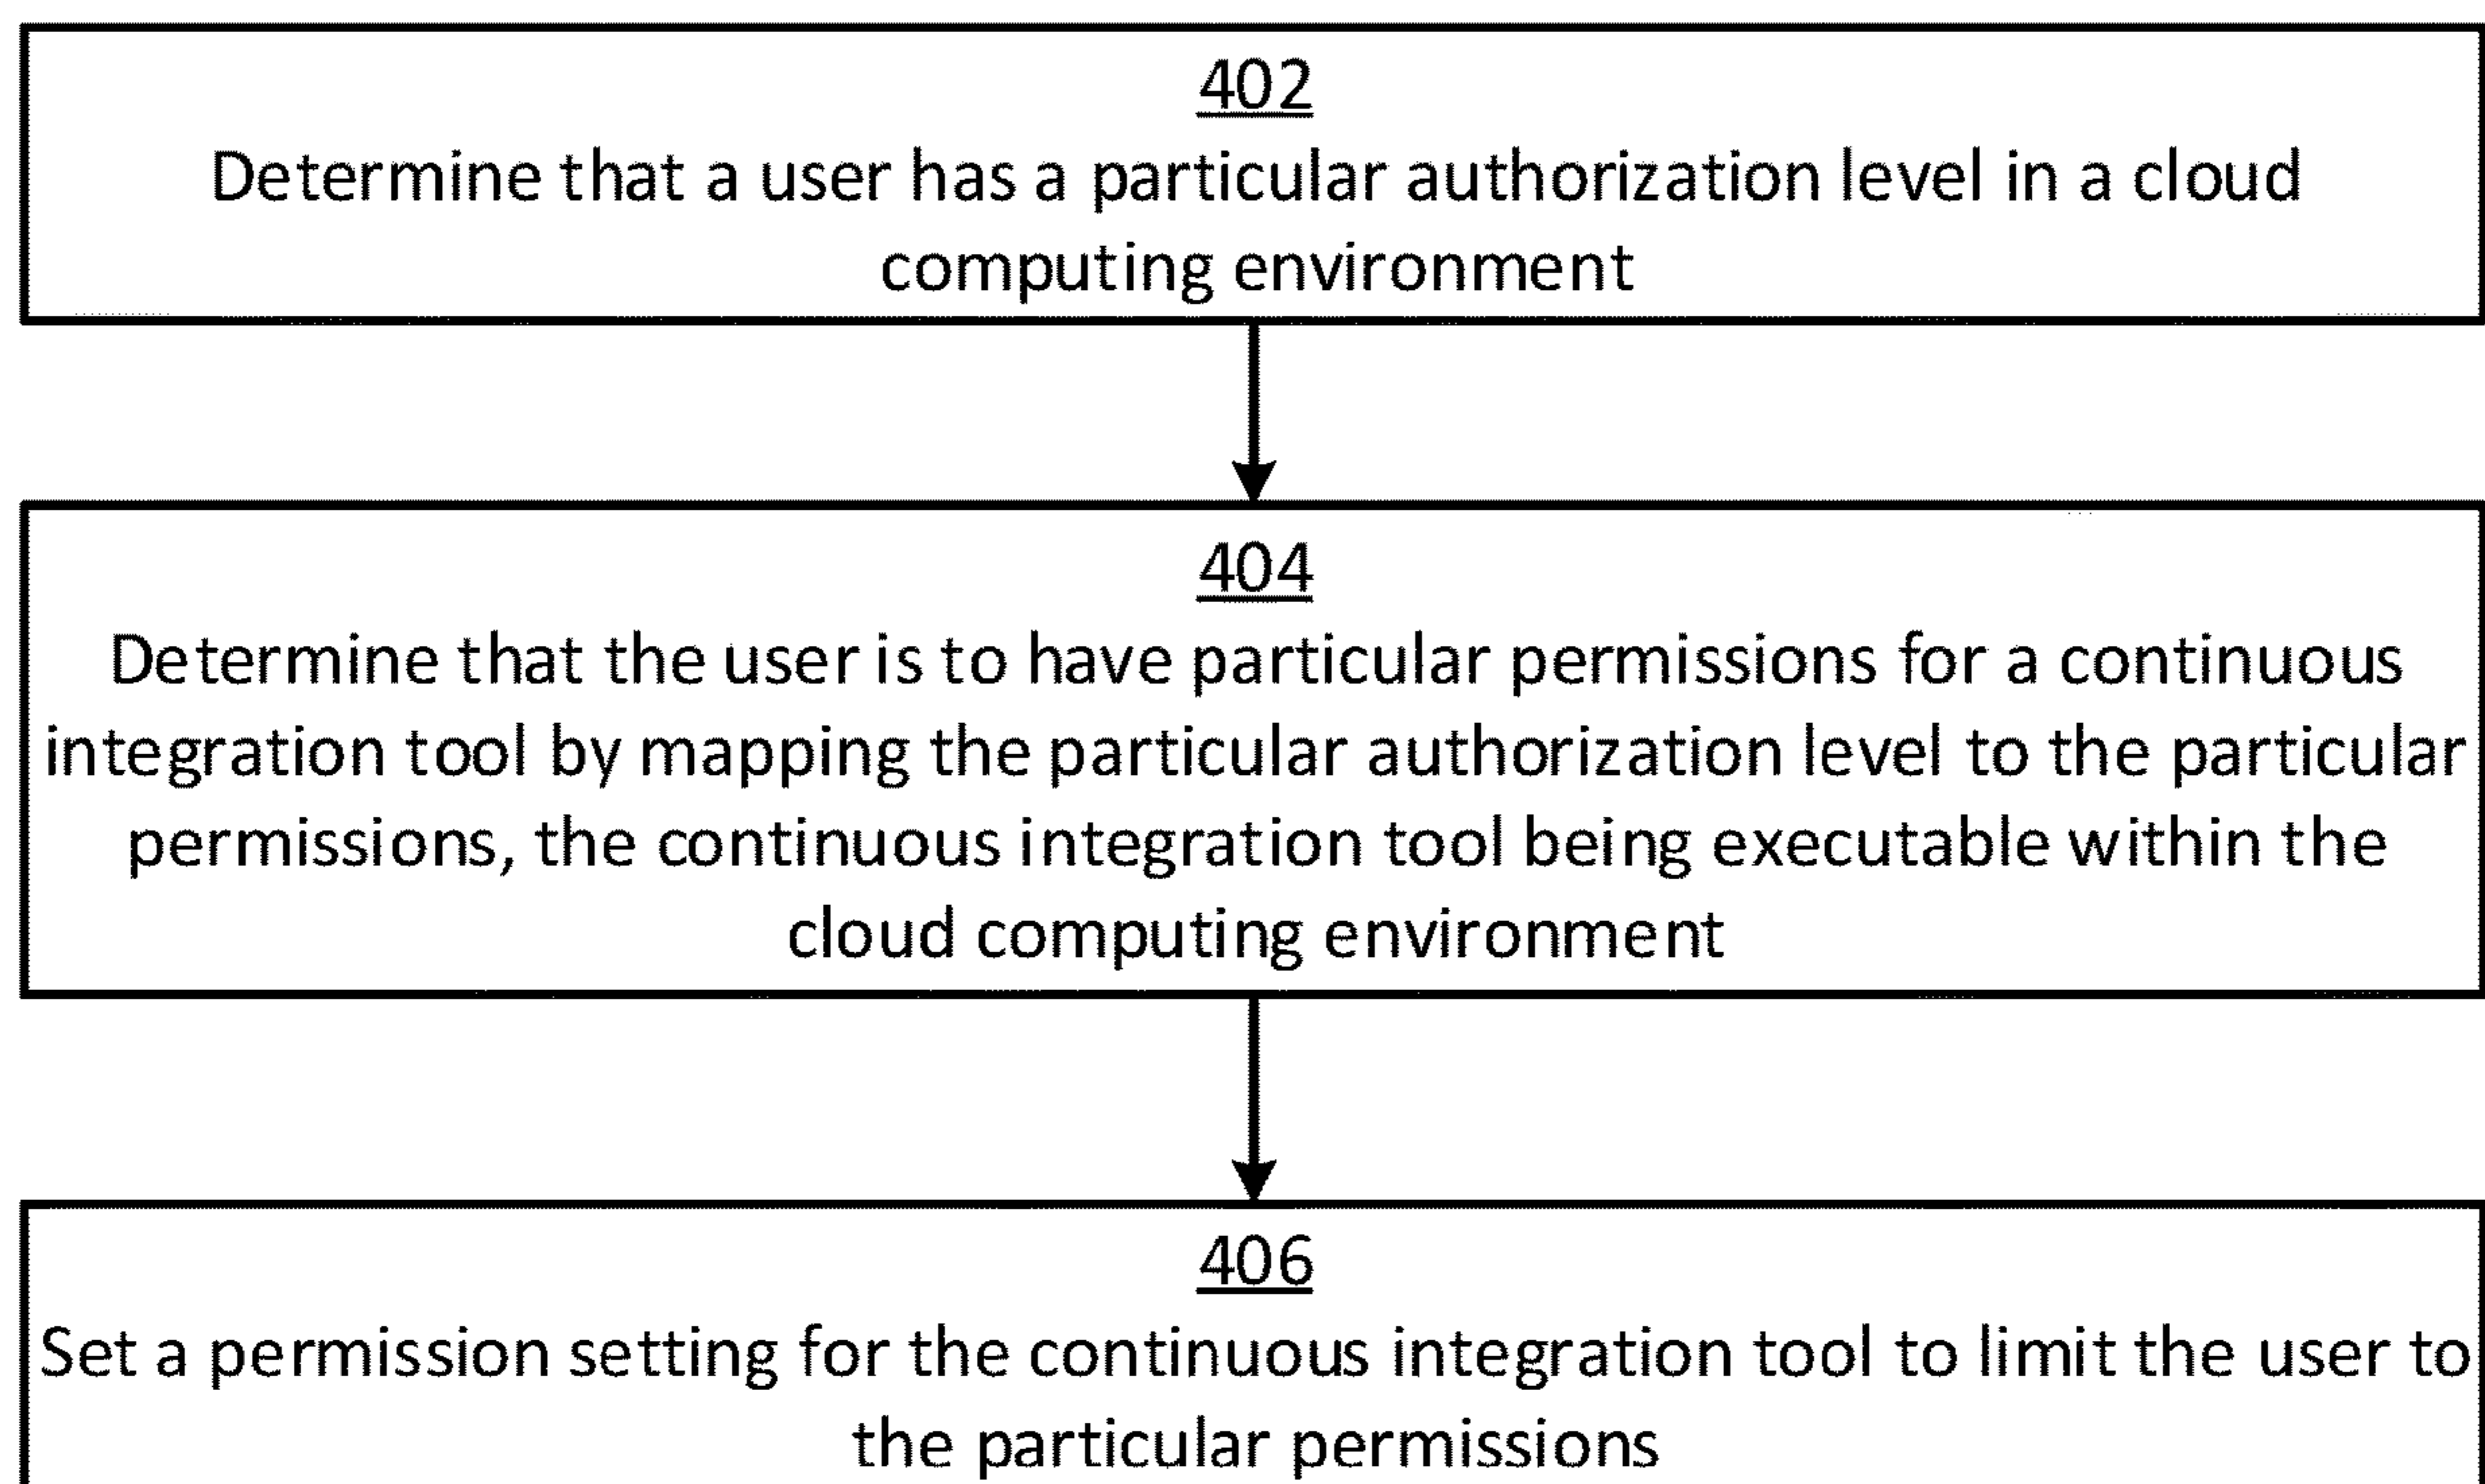 402
Determine that a user has a particular authorization level in a cloud
computing environment
404
Determine that the user is to have particular permissions for a continuous
integration tool by mapping the particular authorization level to the particular
permissions, the continuous integration tool being executable within the
cloud computing environment
406
Set a permission setting for the continuous integration tool to limit the user to
the particular permissions